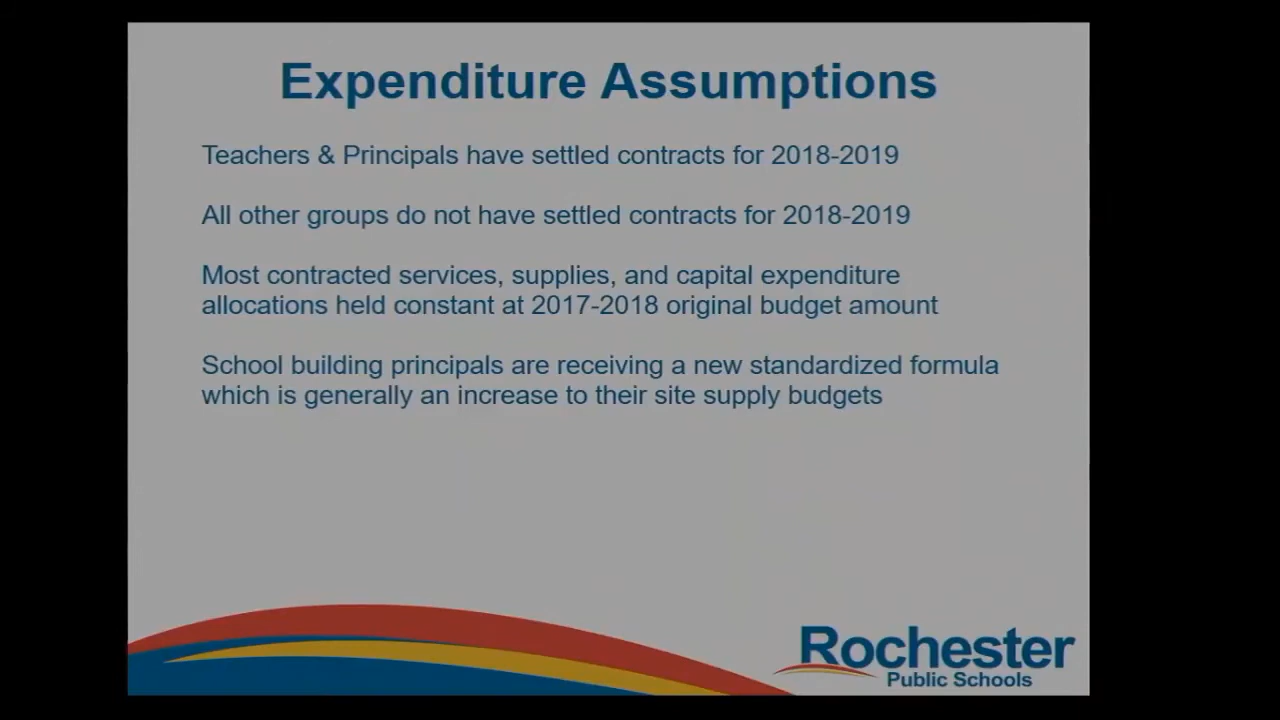 Expenditure Assumptions
Teachers & Principals have settled contracts for 2018-2019
All other groups do not have settled contracts for 2018-2019
Most contracted services, supplies, and capital expenditure
allocations held constant at 2017-2018 original budget amount
School building principals are receiving a new standardized formula
which is generally an increase to their site supply budgets
Rochester
Public Schools